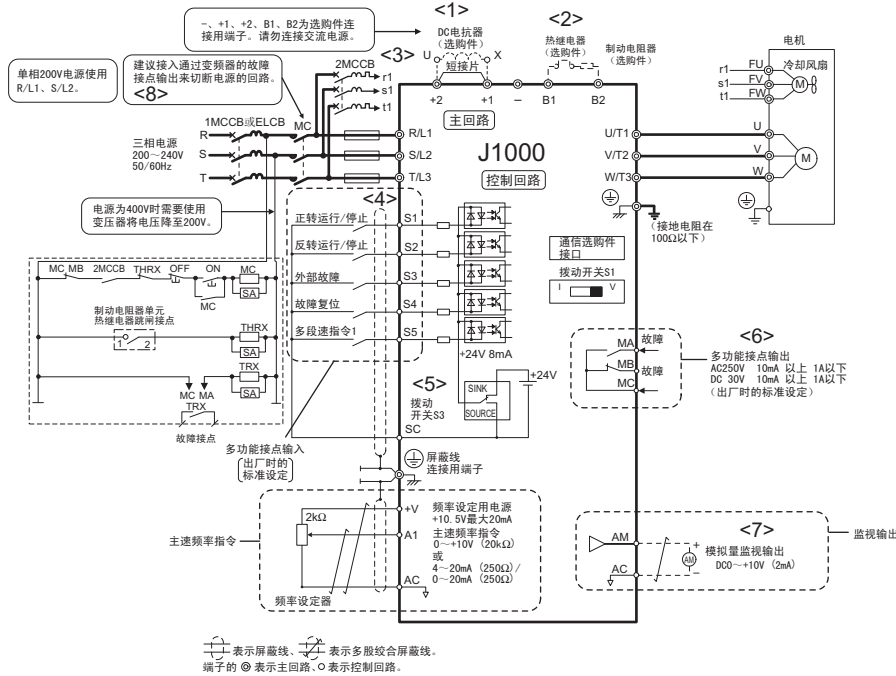 －、+1、+2、B1、B2为选购件连
接用端子。请勿连接交流电源。
<1>
DC电抗器
（选购件）
U
X
短接片
<2>
热继电器
（选购件）
制动电阻器
（选购件）
电机
冷却风扇
r1
FU
s1
FV
t1
FW
M
单相200V电源使用
R/L1、S/L2。
建议接入通过变频器的故障
接点输出来切断电源的回路。
<8>
<3>
2MCCB
r1
s1
t1
+2
+1
－
B1
B2
主回路
1MCCB或ELCB
MC
三相电源
200～240V
50/60Hz
R
S
T
R/L1
S/L2
T/L3
J1000
控制回路
U/T1
V/T2
W/T3
U
V
W
M
（接地电阻在
100Ω以下）
电源为400V时需要使用
变压器将电压降至200V。
<4>
正转运行/停止
S1
反转运行/停止
S2
外部故障
S3
故障复位
S4
多段速指令1
S5
+24V 8mA
通信选购件
接口
拨动开关S1
I
V
MC MB
2MCCB
THRX
OFF
ON
MC
SA
MC
制动电阻器单元
热继电器跳闸接点
1
2
THRX
SA
TRX
MC MA
SA
TRX
故障接点
<5>
拨动
开关S3
SINK
SOURCE
+24V
SC
MA
故障
MB
故障
MC
<6>
多功能接点输出
AC250V 10mA 以上 1A以下
DC 30V 10mA 以上 1A以下
（出厂时的标准设定）
多功能接点输入
出厂时的
标准设定
屏蔽线
连接用端子
主速频率指令
2kΩ
频率设定器
+V
A1
AC
频率设定用电源
+10.5V最大20mA
主速频率指令
0～+10V（20kΩ）
或
4～20mA（250Ω）/
0～20mA（250Ω）
AM
AC
+
AM
－
<7>
模拟量监视输出
DC0～+10V（2mA）
监视输出
表示屏蔽线、
表示多股绞合屏蔽线。
端子的 ◎ 表示主回路、○ 表示控制回路。